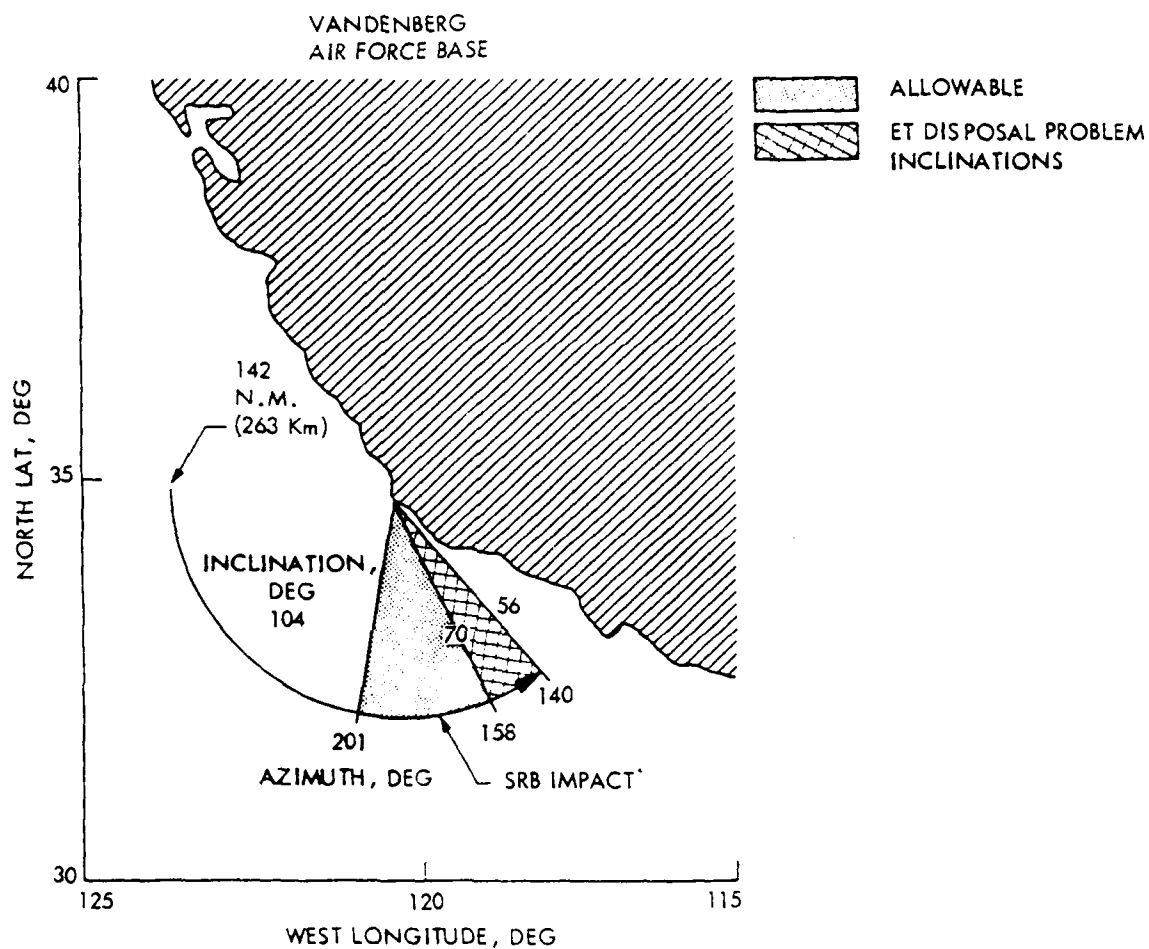 VANDENBERG
AIR FORCE BASE
ALLOWABLE
ET DISPOSAL PROBLEM
INCLINATIONS
40
35
30
NORTH LAT, DEG
142
N.M.
(263 Km)
INCLINATION,
DEG
104
70
56
140
158
201
AZIMUTH, DEG
SRB IMPACT
125
120
115
WEST LONGITUDE, DEG